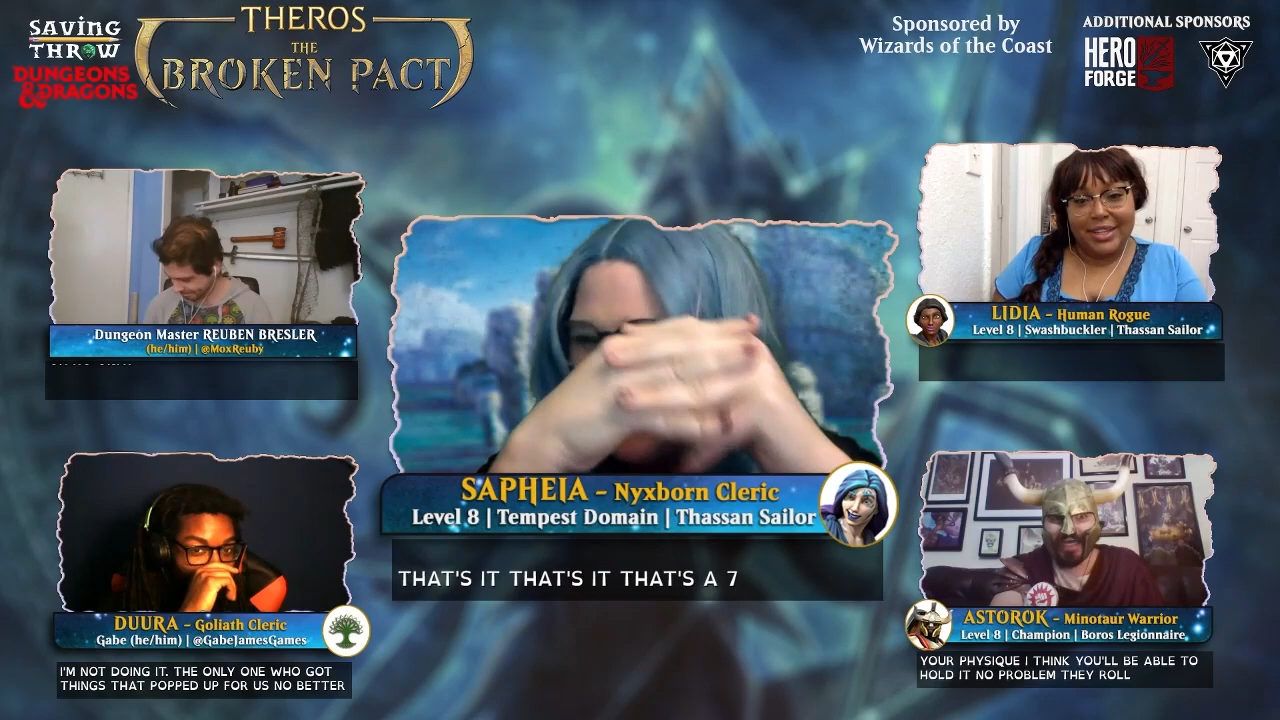 SAVING
THROW
DUNGEONS
& DRAGONS
THEROS
THE
BROKEN PACT
Sponsored by
Wizards of the Coast
ADDITIONAL SPONSORS
HERO
FORGE
Dungeon Master REUBEN BRESLER
(he/him) | @MoxReuby
LIDIA - Human Rogue
Level 8 | Swashbuckler | Thassan Sailor
SAPHEIA - Nyxborn Cleric
Level 8 | Tempest Domain | Thassan Sailor
THAT'S IT THAT'S IT THAT'S A 7
DUURA - Goliath Cleric
Gabe (he/him) | @GabeJamesGames
I'M NOT DOING IT. THE ONLY ONE WHO GOT
THINGS THAT POPPED UP FOR US NO BETTER
ASTOROK - Minotaur Warrior
Level 8 | Champion | Boros Legionnaire
YOUR PHYSIQUE I THINK YOU'LL BE ABLE TO
HOLD IT NO PROBLEM THEY ROLL